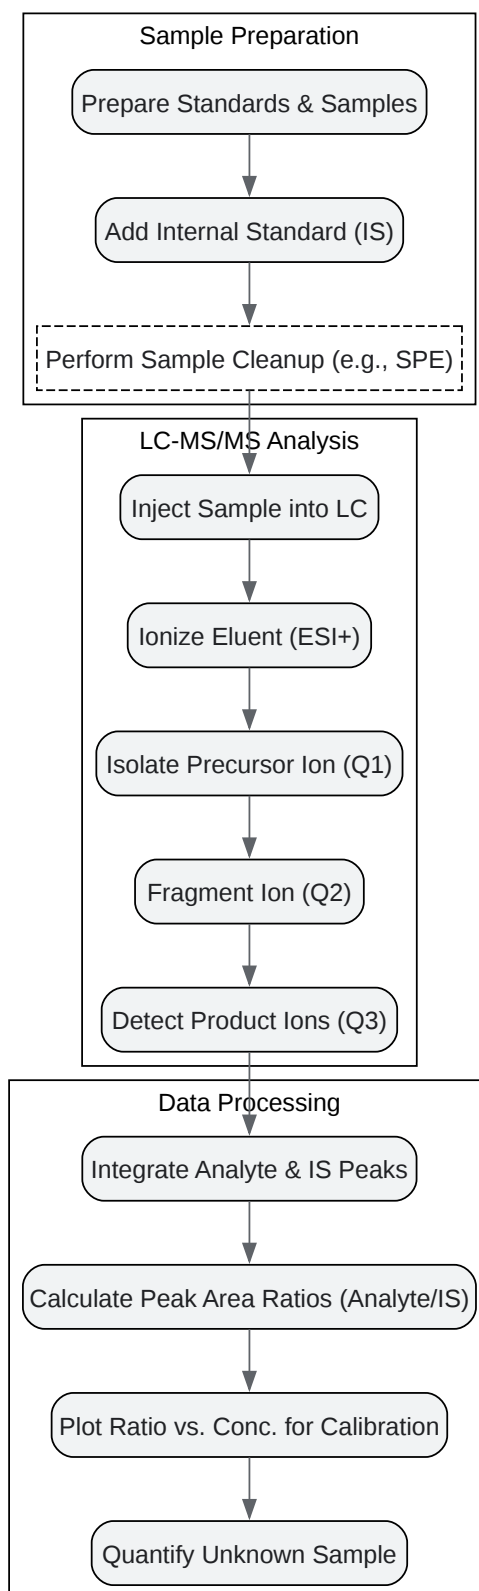 Sample Preparation
Prepare Standards & Samples
Add Internal Standard (IS)
Perform Sample Cleanup (e.g., SPE)
LC-MS/MS Analysis
Inject Sample into LC
Ionize Eluent (ESI+)
Isolate Precursor Ion (Q1)
Fragment Ion (Q2)
Detect Product Ions (Q3)
Data Processing
Integrate Analyte & IS Peaks
Calculate Peak Area Ratios (Analyte/IS)
Plot Ratio vs. Conc. for Calibration
Quantify Unknown Sample